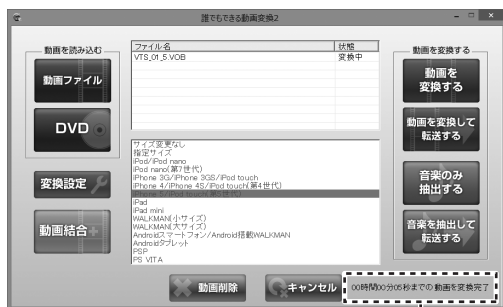 誰でもできる動画変換2
動画を読み込む
動画ファイル
DVD
変換設定
動画結合
ファイル名
状態
VTS_01_5.VOB
変換中
サイズ変更なし
指定サイズ
iPod/iPod nano
iPod nano(第7世代)
iPhone 3G/iPhone 3GS/iPod touch
iPhone 4/iPhone 4S/iPod touch(第4世代)
iPhone 5/iPod touch(第5世代)
iPad
iPad mini
WALKMAN(小サイズ)
WALKMAN(大サイズ)
Androidスマートフォン/Android搭載WALKMAN
Androidタブレット
PSP
PS VITA
動画を変換する
動画を
変換する
動画を変換して
転送する
音楽のみ
抽出する
音楽を抽出して
転送する
動画削除
キャンセル
00時間00分05秒までの 動画を変換完了